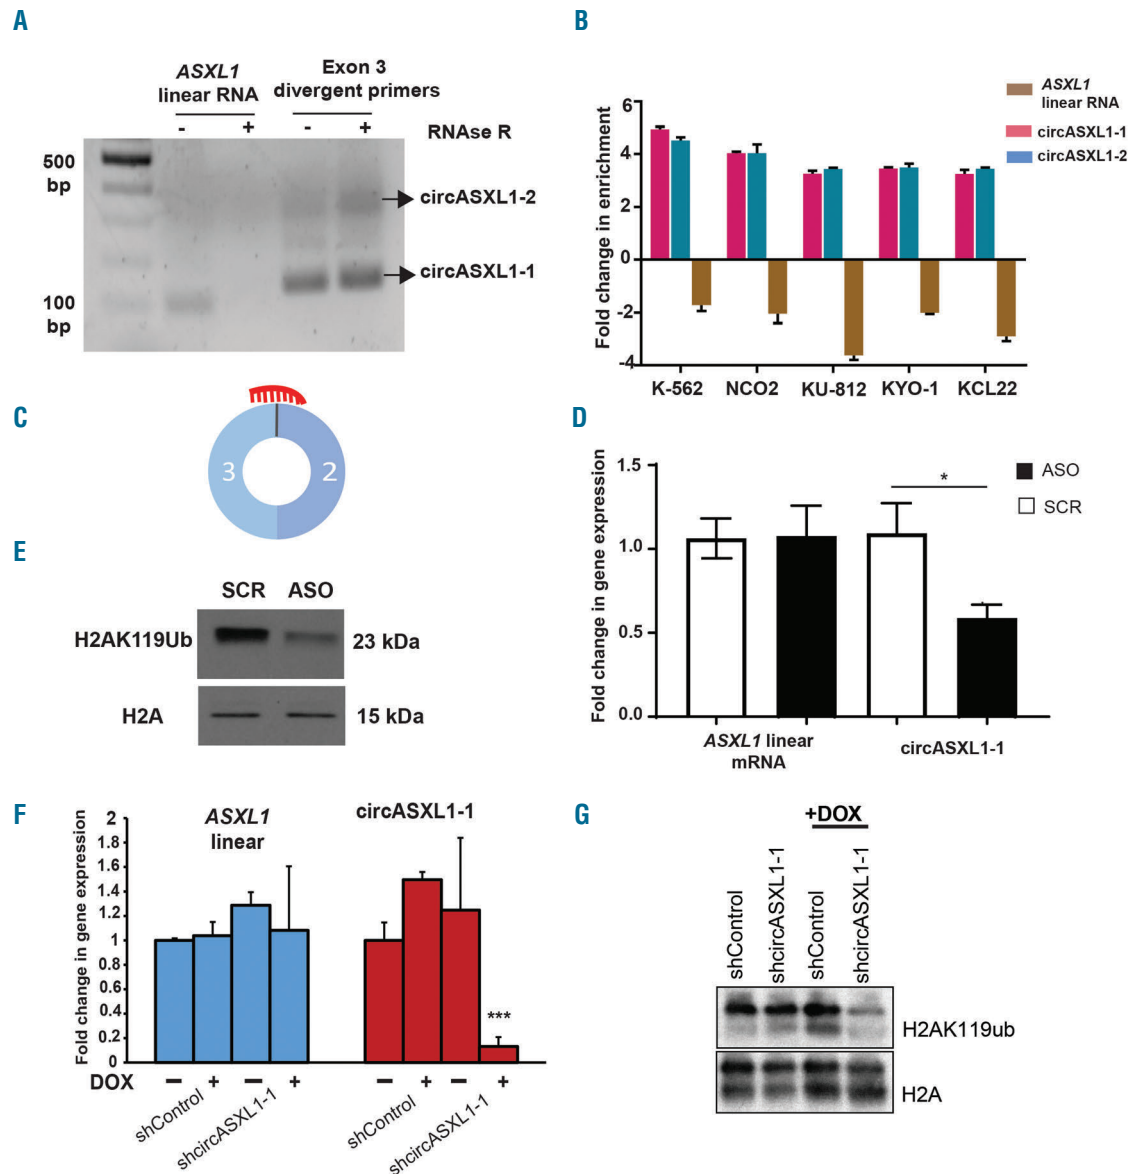 A
ASXL1
linear RNA
Exon 3
divergent primers
- + - + RNAse R
500
bp
circASXL1-2
circASXL1-1
100
bp
B
ASXL1
linear RNA
circASXL1-1
circASXL1-2
Fold change in enrichment
6
4
2
0
-2
-4
K-562 NCO2 KU-812 KYO-1 KCL22
C
3 2
D
ASO
SCR
*
Fold change in gene expression
1.5
1.0
0.5
0.0
ASXL1 linear
mRNA
circASXL1-1
E
SCR ASO
H2AK119Ub 23 kDa
H2A 15 kDa
F
ASXL1
linear
circASXL1-1
Fold change in gene expression
2
1.8
1.6
1.4
1.2
1
0.8
0.6
0.4
0.2
0
***
DOX − + − + − + − +
shControl
shcircASXL1-1
shControl
shcircASXL1-1
G
+DOX
shControl
shcircASXL1-1
shControl
shcircASXL1-1
H2AK119ub
H2A